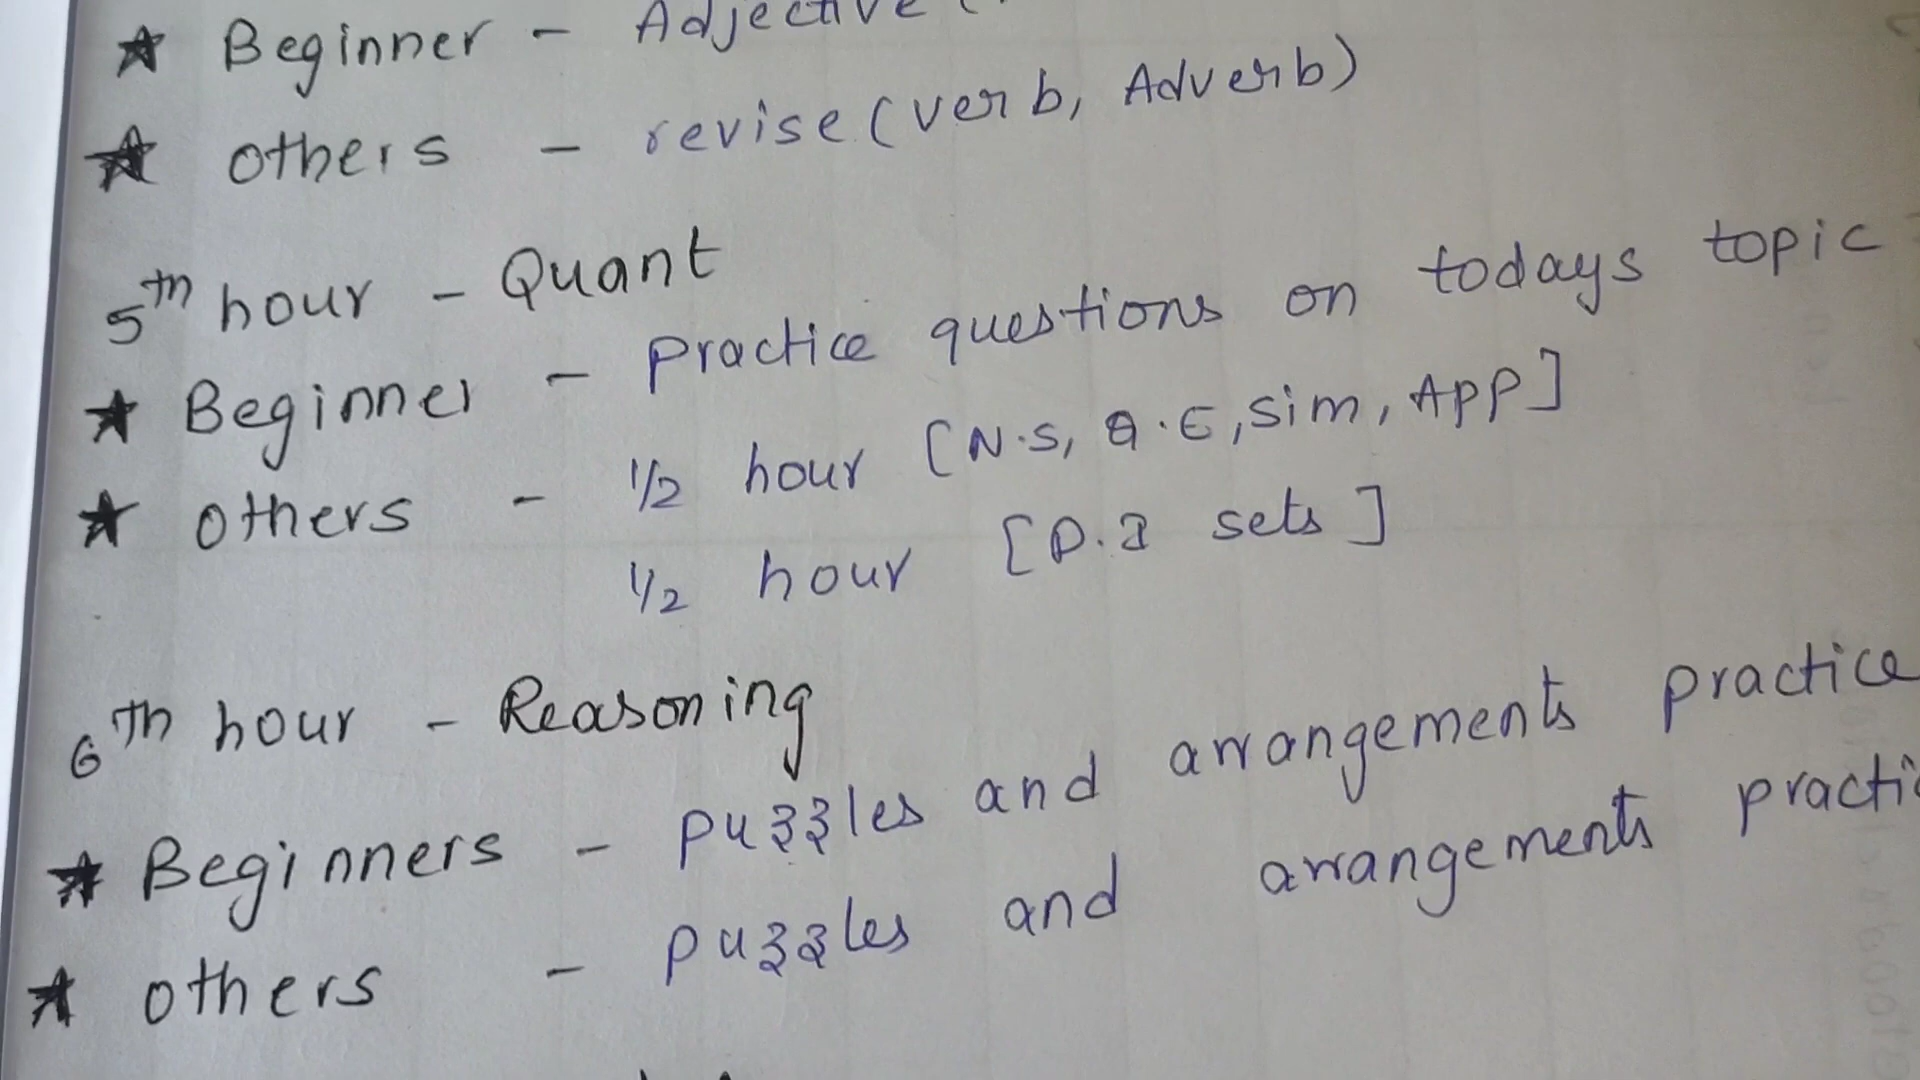 ★ Beginner - Adjective (
★ others - revise (verb, Adverb)
5th hour - Quant
★ Beginner - practice questions on todays topic
★ others - 1/2 hour [N.S, Q.E, Sim, APP]
1/2 hour [D.I sets]
6th hour - Reasoning
★ Beginners - puzzles and arrangements practice
★ others - puzzles and arrangements practic